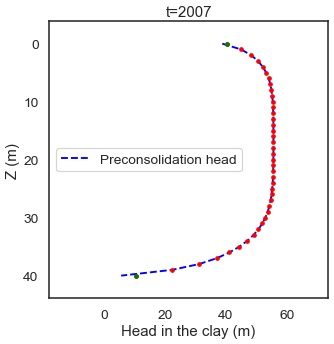 t=2007
0
10
20
30
40
Z (m)
Preconsolidation head
0 20 40 60
Head in the clay (m)